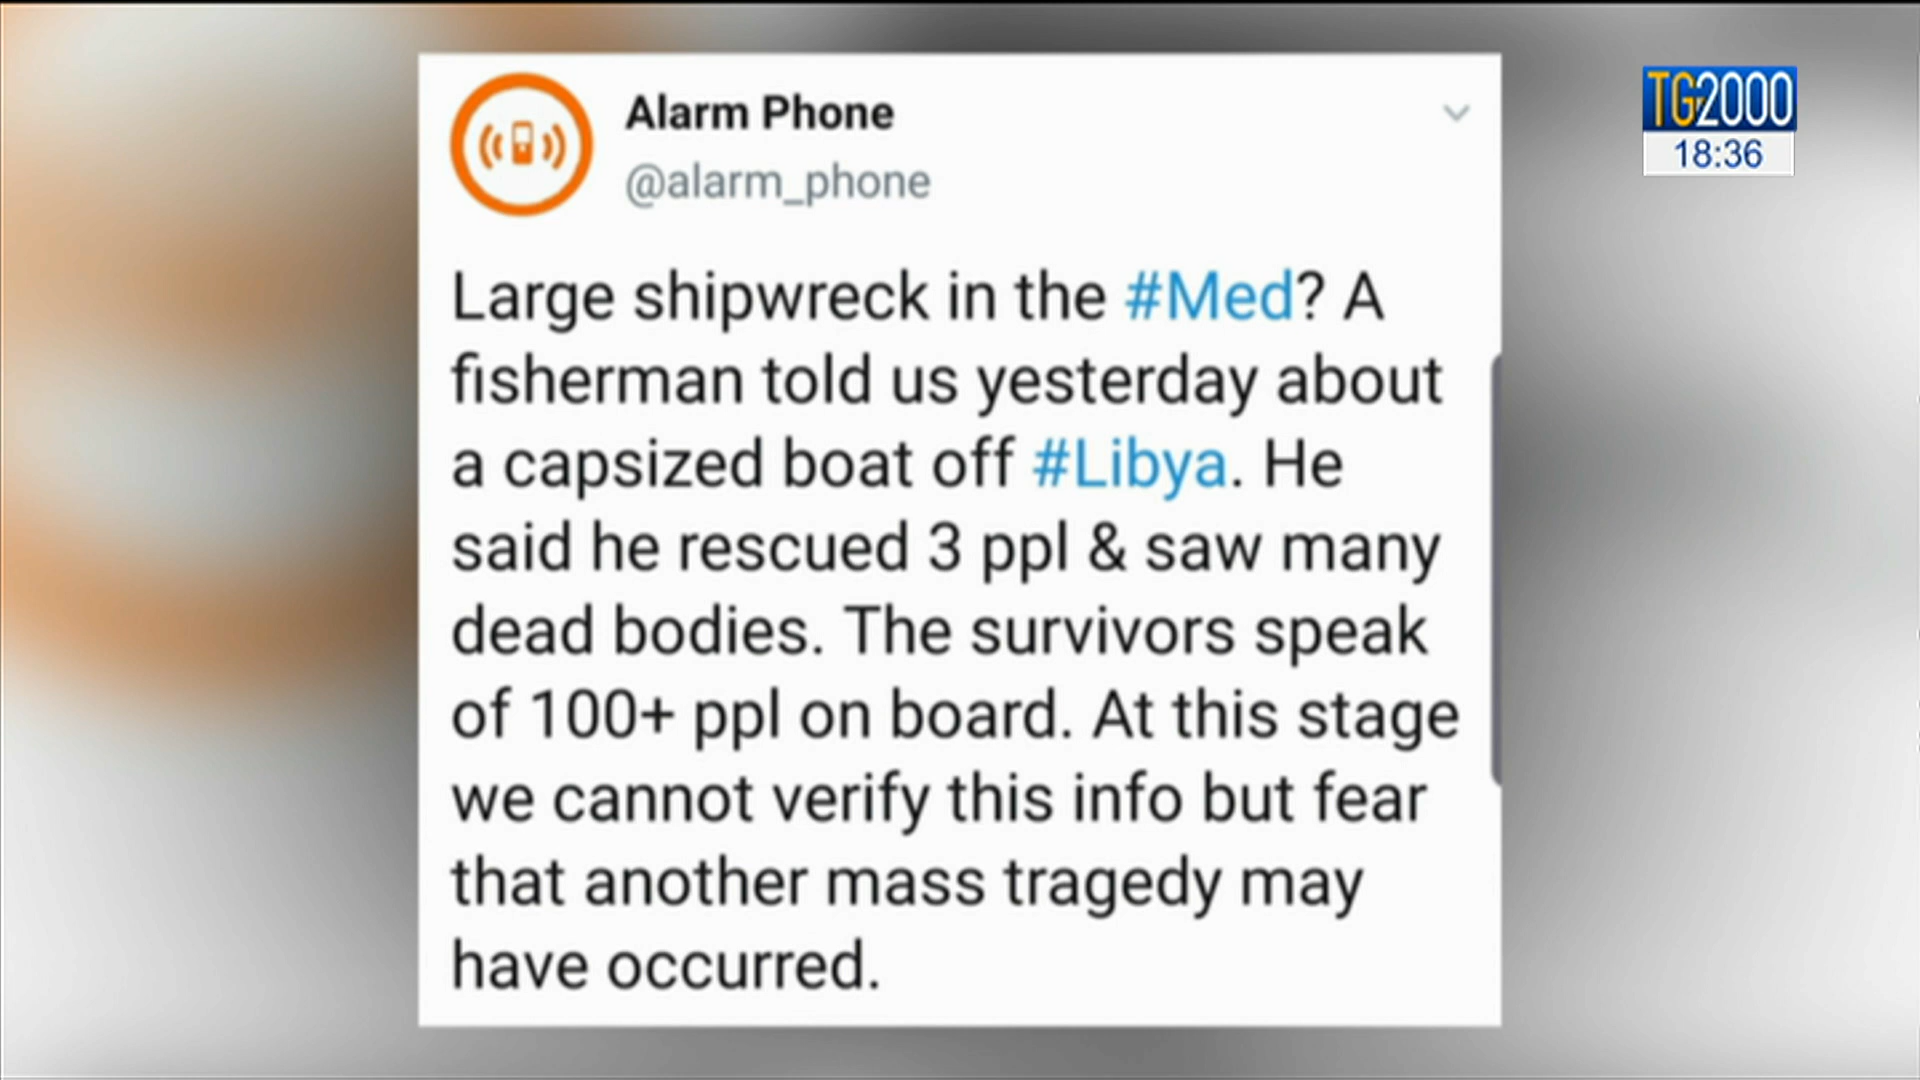 Alarm Phone
@alarm_phone
Large shipwreck in the #Med? A
fisherman told us yesterday about
a capsized boat off #Libya. He
said he rescued 3 ppl & saw many
dead bodies. The survivors speak
of 100+ ppl on board. At this stage
we cannot verify this info but fear
that another mass tragedy may
have occurred.
TG2000
18:36